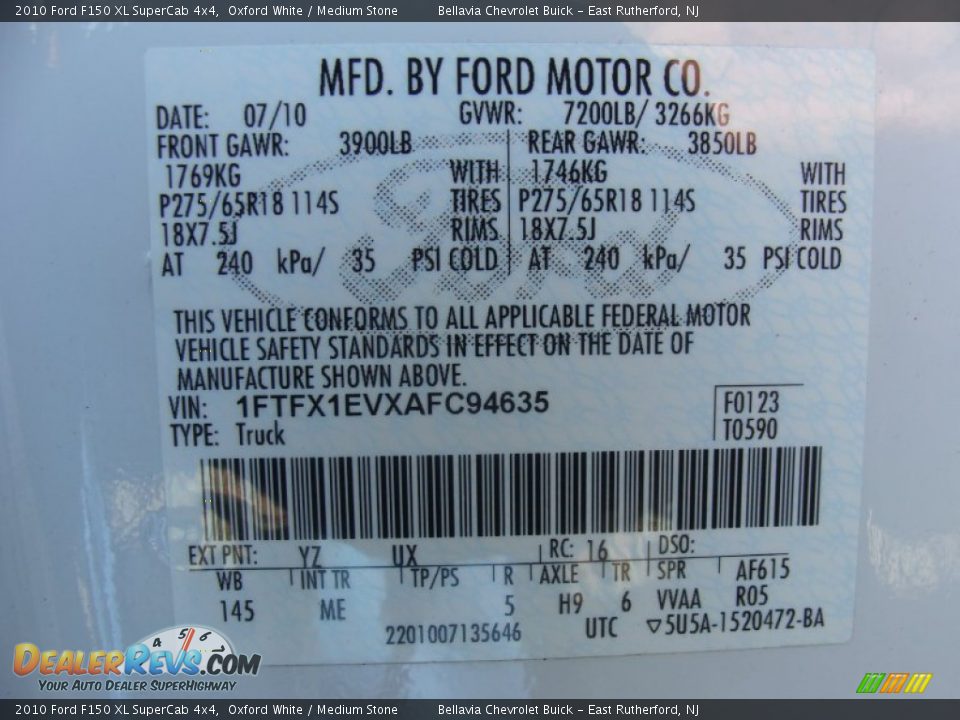 2010 Ford F150 XL SuperCab 4x4, Oxford White / Medium Stone Bellavia Chevrolet Buick – East Rutherford, NJ
MFD. BY FORD MOTOR CO.
DATE: 07/10 GVWR: 7200LB/ 3266KG
FRONT GAWR: 3900LB REAR GAWR: 3850LB
1769KG WITH 1746KG WITH
P275/65R18 114S TIRES P275/65R18 114S TIRES
18X7.5J RIMS 18X7.5J RIMS
AT 240 kPa/ 35 PSI COLD AT 240 kPa/ 35 PSI COLD
Ford
THIS VEHICLE CONFORMS TO ALL APPLICABLE FEDERAL MOTOR
VEHICLE SAFETY STANDARDS IN EFFECT ON THE DATE OF
MANUFACTURE SHOWN ABOVE.
VIN: 1FTFX1EVXAFC94635 F0123
TYPE: Truck T0590
EXT PNT: YZ UX RC: 16 DSO:
WB INT TR TP/PS R AXLE TR SPR AF615
145 ME 5 H9 6 VVAA R05
2201007135646 UTC ▽5U5A-1520472-BA
4 5 6
DEALERREVS.COM
YOUR AUTO DEALER SUPERHIGHWAY
2010 Ford F150 XL SuperCab 4x4, Oxford White / Medium Stone Bellavia Chevrolet Buick – East Rutherford, NJ